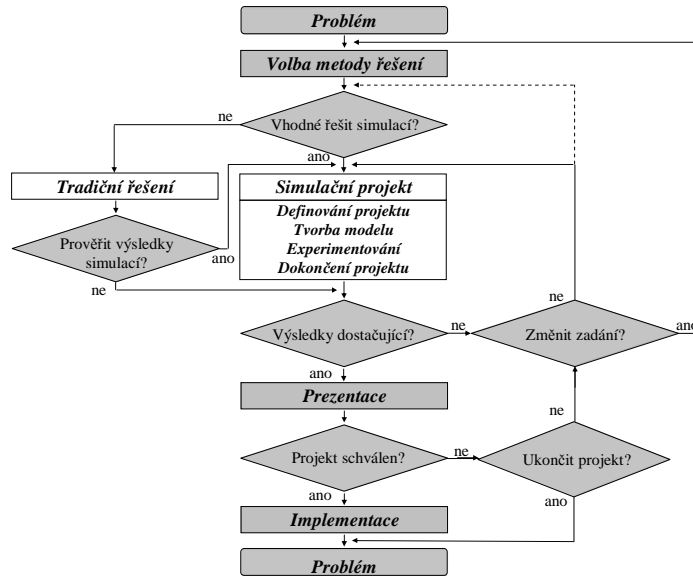 Problém
Volba metody řešení
ne
Vhodné řešit simulací?
ano
Tradiční řešení
Simulační projekt
Definování projektu
Tvorba modelu
Experimentování
Dokončení projektu
Prověřit výsledky
simulací?
ano
ne
ne
Výsledky dostačující?
ne
Změnit zadání?
ano
ano
Prezentace
ne
Projekt schválen?
ne
Ukončit projekt?
ano
ano
Implementace
Problém